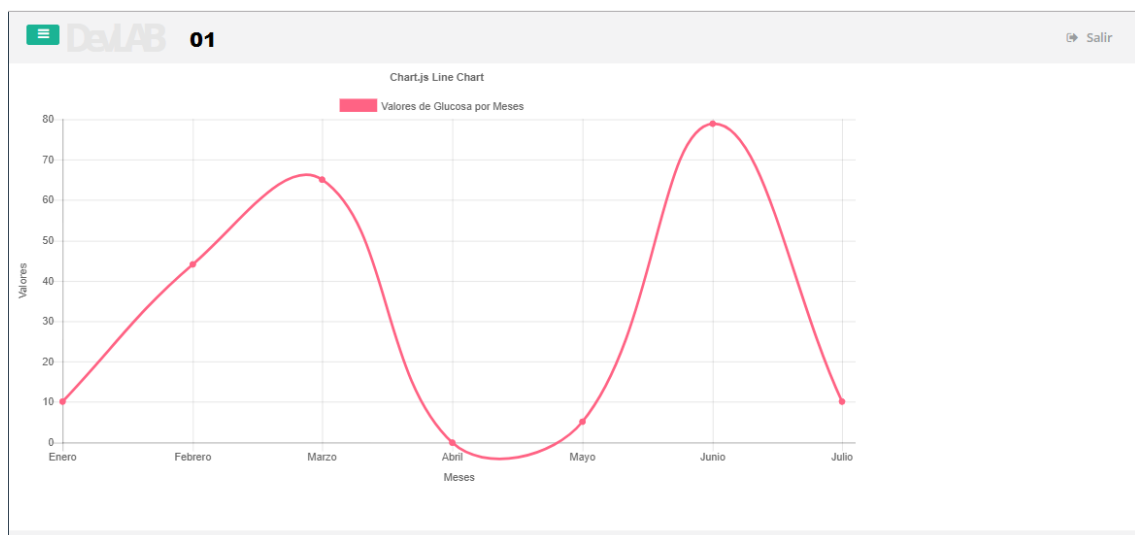 DevLAB 01 Salir
Chart.js Line Chart
Valores de Glucosa por Meses
80
70
60
50
40
30
20
10
0
Valores
Enero Febrero Marzo Abril Mayo Junio Julio
Meses